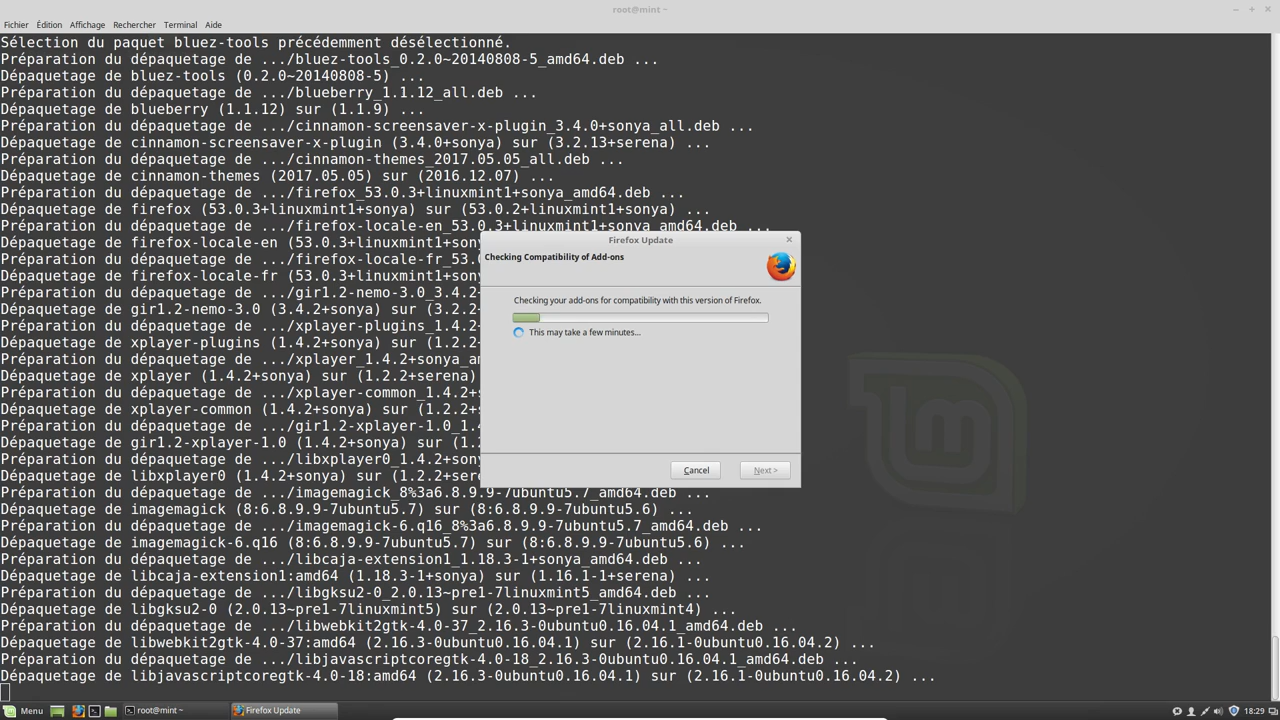 root@mint ~
Fichier Édition Affichage Rechercher Terminal Aide
Sélection du paquet bluez-tools précédemment désélectionné.
Préparation du dépaquetage de .../bluez-tools_0.2.0~20140808-5_amd64.deb ...
Dépaquetage de bluez-tools (0.2.0~20140808-5) ...
Préparation du dépaquetage de .../blueberry_1.1.12_all.deb ...
Dépaquetage de blueberry (1.1.12) sur (1.1.9) ...
Préparation du dépaquetage de .../cinnamon-screensaver-x-plugin_3.4.0+sonya_all.deb ...
Dépaquetage de cinnamon-screensaver-x-plugin (3.4.0+sonya) sur (3.2.13+serena) ...
Préparation du dépaquetage de .../cinnamon-themes_2017.05.05_all.deb ...
Dépaquetage de cinnamon-themes (2017.05.05) sur (2016.12.07) ...
Préparation du dépaquetage de .../firefox_53.0.3+linuxmint1+sonya_amd64.deb ...
Dépaquetage de firefox (53.0.3+linuxmint1+sonya) sur (53.0.2+linuxmint1+sonya) ...
Préparation du dépaquetage de .../firefox-locale-en_53.0.3+linuxmint1+sonya_amd64.deb ...
Dépaquetage de firefox-locale-en (53.0.3+linuxmint1+sony
Préparation du dépaquetage de .../firefox-locale-fr_53.
Dépaquetage de firefox-locale-fr (53.0.3+linuxmint1+sony
Préparation du dépaquetage de .../gir1.2-nemo-3.0_3.4.2
Dépaquetage de gir1.2-nemo-3.0 (3.4.2+sonya) sur (3.2.2
Préparation du dépaquetage de .../xplayer-plugins_1.4.2
Dépaquetage de xplayer-plugins (1.4.2+sonya) sur (1.2.2
Préparation du dépaquetage de .../xplayer_1.4.2+sonya_am
Dépaquetage de xplayer (1.4.2+sonya) sur (1.2.2+serena)
Préparation du dépaquetage de .../xplayer-common_1.4.2+s
Dépaquetage de xplayer-common (1.4.2+sonya) sur (1.2.2+
Préparation du dépaquetage de .../gir1.2-xplayer-1.0_1.4
Dépaquetage de gir1.2-xplayer-1.0 (1.4.2+sonya) sur (1.2
Préparation du dépaquetage de .../libxplayer0_1.4.2+sony
Dépaquetage de libxplayer0 (1.4.2+sonya) sur (1.2.2+sere
Préparation du dépaquetage de .../imagemagick_8%3a6.8.9.9-7ubuntu5.7_amd64.deb ...
Dépaquetage de imagemagick (8:6.8.9.9-7ubuntu5.7) sur (8:6.8.9.9-7ubuntu5.6) ...
Préparation du dépaquetage de .../imagemagick-6.q16_8%3a6.8.9.9-7ubuntu5.7_amd64.deb ...
Dépaquetage de imagemagick-6.q16 (8:6.8.9.9-7ubuntu5.7) sur (8:6.8.9.9-7ubuntu5.6) ...
Préparation du dépaquetage de .../libcaja-extension1_1.18.3-1+sonya_amd64.deb ...
Dépaquetage de libcaja-extension1:amd64 (1.18.3-1+sonya) sur (1.16.1-1+serena) ...
Préparation du dépaquetage de .../libgksu2-0_2.0.13~pre1-7linuxmint5_amd64.deb ...
Dépaquetage de libgksu2-0 (2.0.13~pre1-7linuxmint5) sur (2.0.13~pre1-7linuxmint4) ...
Préparation du dépaquetage de .../libwebkit2gtk-4.0-37_2.16.3-0ubuntu0.16.04.1_amd64.deb ...
Dépaquetage de libwebkit2gtk-4.0-37:amd64 (2.16.3-0ubuntu0.16.04.1) sur (2.16.1-0ubuntu0.16.04.2) ...
Préparation du dépaquetage de .../libjavascriptcoregtk-4.0-18_2.16.3-0ubuntu0.16.04.1_amd64.deb ...
Dépaquetage de libjavascriptcoregtk-4.0-18:amd64 (2.16.3-0ubuntu0.16.04.1) sur (2.16.1-0ubuntu0.16.04.2) ...
Firefox Update
Checking Compatibility of Add-ons
Checking your add-ons for compatibility with this version of Firefox.
This may take a few minutes...
Cancel Next >
Menu root@mint ~ Firefox Update 18:29